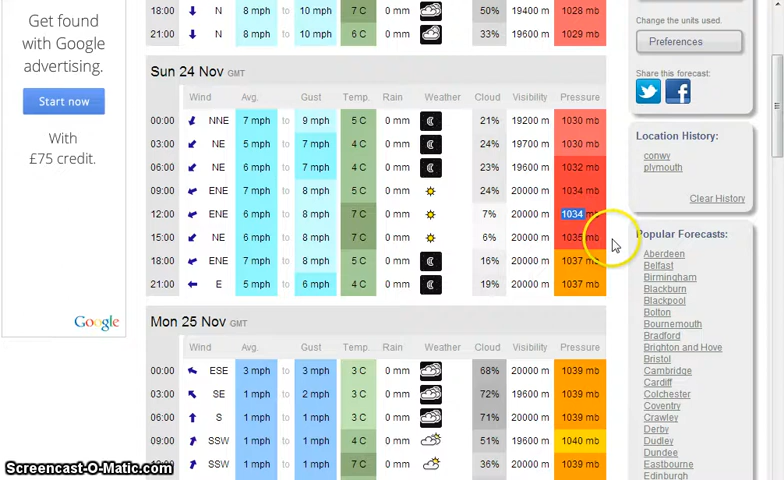 Get found
with Google
advertising.
Start now
With
£75 credit.
Google
18:00 N 8 mph to 10 mph 7 C 0 mm 50% 19400 m 1028 mb
21:00 N 8 mph to 10 mph 6 C 0 mm 33% 19600 m 1029 mb
Sun 24 Nov GMT
Wind Avg. Gust Temp. Rain Weather Cloud Visibility Pressure
00:00 NNE 7 mph to 9 mph 5 C 0 mm 21% 19200 m 1030 mb
03:00 NE 5 mph to 7 mph 4 C 0 mm 24% 19700 m 1030 mb
06:00 NE 6 mph to 7 mph 4 C 0 mm 23% 19600 m 1032 mb
09:00 ENE 6 mph to 8 mph 5 C 0 mm 24% 20000 m 1034 mb
12:00 ENE 6 mph to 8 mph 7 C 0 mm 7% 20000 m 1034 mb
15:00 NE 6 mph to 8 mph 7 C 0 mm 6% 20000 m 1035 mb
18:00 ENE 7 mph to 8 mph 5 C 0 mm 16% 20000 m 1037 mb
21:00 E 5 mph to 6 mph 4 C 0 mm 19% 20000 m 1037 mb
Mon 25 Nov GMT
Wind Avg. Gust Temp. Rain Weather Cloud Visibility Pressure
00:00 ESE 3 mph to 3 mph 3 C 0 mm 68% 20000 m 1039 mb
03:00 SE 1 mph to 2 mph 3 C 0 mm 72% 19600 m 1039 mb
06:00 S 1 mph to 1 mph 3 C 0 mm 71% 20000 m 1039 mb
09:00 SSW 1 mph to 1 mph 4 C 0 mm 51% 19600 m 1040 mb
SSW 1 mph to 1 mph 7 C 0 mm 36% 20000 m 1039 mb
Change the units used.
Preferences
Share this forecast:
Location History:
conwy
plymouth
Clear History
Popular Forecasts:
Aberdeen
Belfast
Birmingham
Blackburn
Blackpool
Bolton
Bournemouth
Bradford
Brighton and Hove
Bristol
Cambridge
Cardiff
Colchester
Coventry
Crawley
Derby
Dudley
Dundee
Eastbourne
Edinburgh
Screencast-O-Matic.com